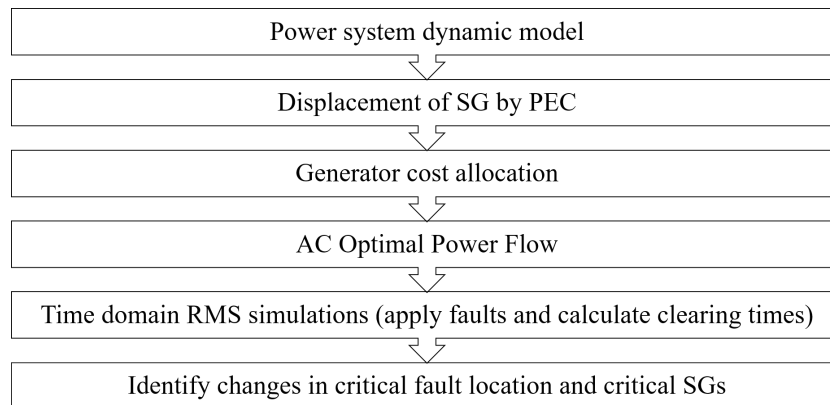 Power system dynamic model
Displacement of SG by PEC
Generator cost allocation
AC Optimal Power Flow
Time domain RMS simulations (apply faults and calculate clearing times)
Identify changes in critical fault location and critical SGs